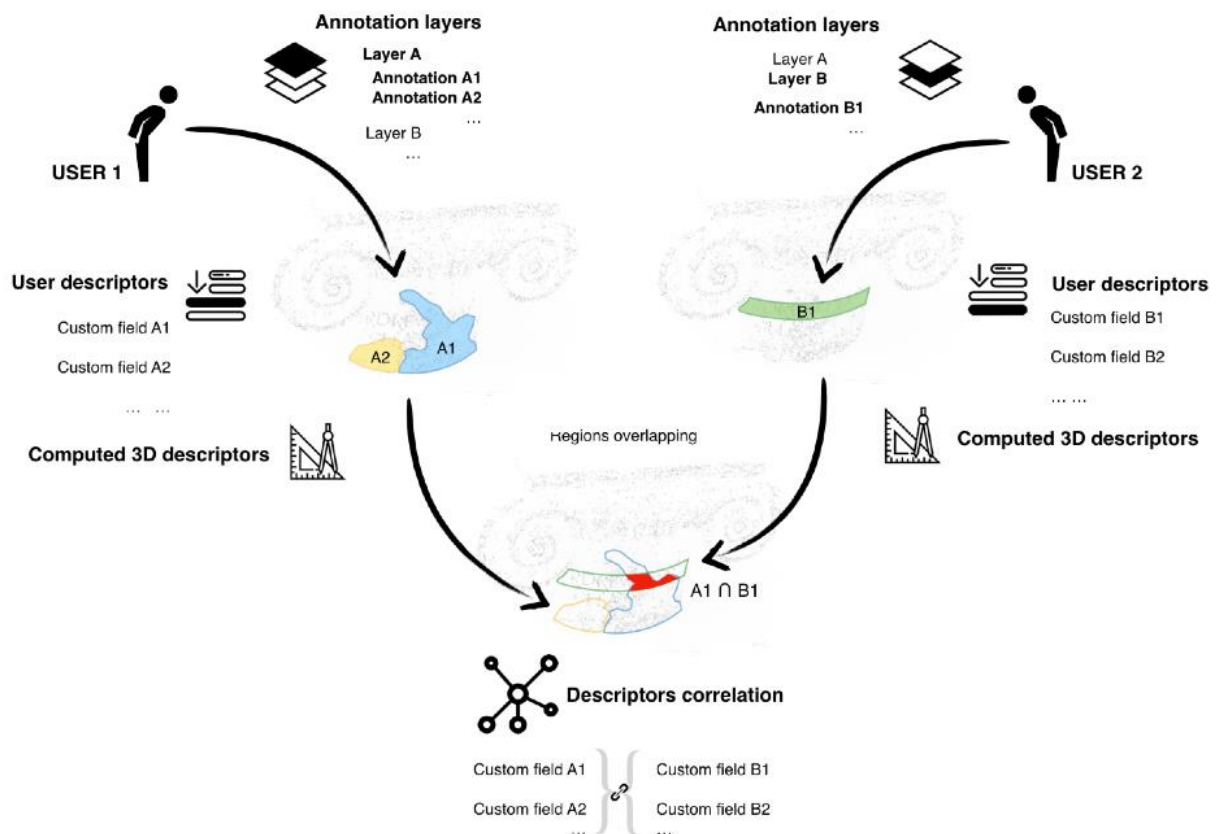 Annotation layers
Layer A
Annotation A1
Annotation A2
...
Layer B
...
USER 1
Annotation layers
Layer A
Layer B
Annotation B1
...
USER 2
User descriptors
Custom field A1
Custom field A2
... ...
Computed 3D descriptors
A2
A1
B1
User descriptors
Custom field B1
Custom field B2
... ...
Computed 3D descriptors
Regions overlapping
A1 ∩ B1
Descriptors correlation
Custom field A1
Custom field B1
Custom field A2
Custom field B2
...
...